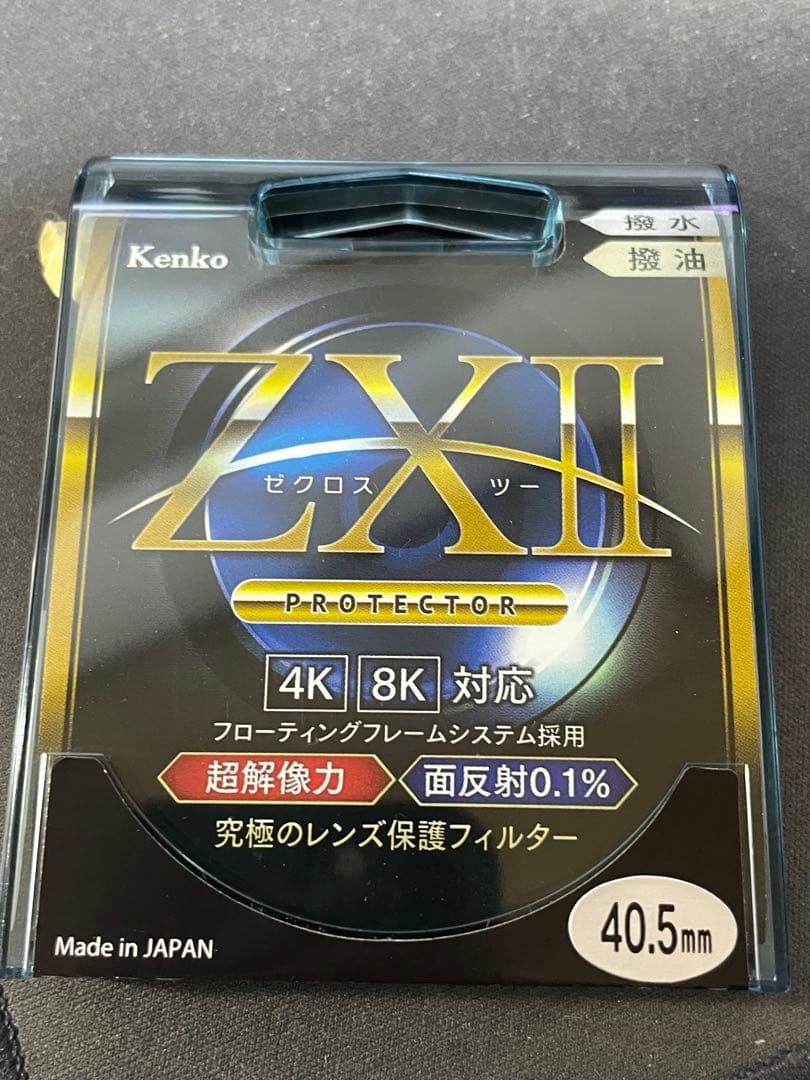 撥水
Kenko
撥油
ZXII
ゼクロス ツー
PROTECTOR
4K 8K 対応
フローティングフレームシステム採用
超解像力 面反射0.1%
究極のレンズ保護フィルター
Made in JAPAN
40.5mm